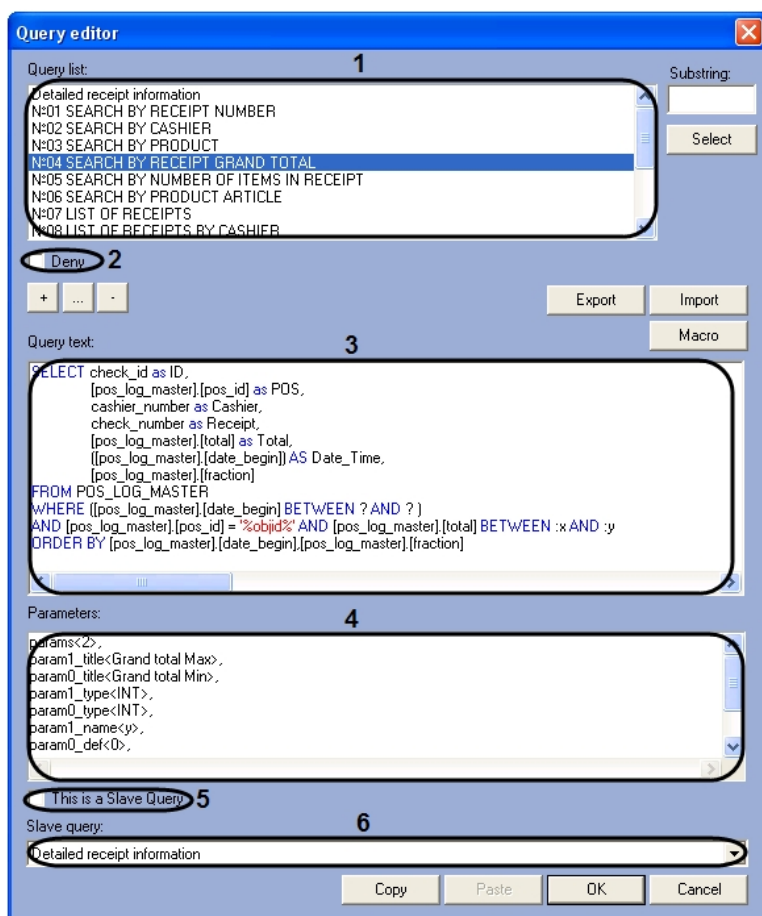 Query editor
1
Query list:
Substring:
Detailed receipt information
№01 SEARCH BY RECEIPT NUMBER
№02 SEARCH BY CASHIER
№03 SEARCH BY PRODUCT
№04 SEARCH BY RECEIPT GRAND TOTAL
№05 SEARCH BY NUMBER OF ITEMS IN RECEIPT
№06 SEARCH BY PRODUCT ARTICLE
№07 LIST OF RECEIPTS
№08 LIST OF RECEIPTS BY CASHIER
Select
Deny 2
+ ... -
Export Import
Macro
Query text:
3
SELECT check_id as ID,
[pos_log_master].[pos_id] as POS,
cashier_number as Cashier,
check_number as Receipt,
[pos_log_master].[total] as Total,
([pos_log_master].[date_begin]) AS Date_Time,
[pos_log_master].[fraction]
FROM POS_LOG_MASTER
WHERE ([pos_log_master].[date_begin] BETWEEN ? AND ? )
AND [pos_log_master].[pos_id] = '%objid%' AND [pos_log_master].[total] BETWEEN :x AND :y
ORDER BY [pos_log_master].[date_begin],[pos_log_master].[fraction]
Parameters:
4
params<2>,
param1_title<Grand total Max>,
param0_title<Grand total Min>,
param1_type<INT>,
param0_type<INT>,
param1_name<y>,
param0_def<0>,
This is a Slave Query 5
Slave query:
6
Detailed receipt information
Copy Paste OK Cancel